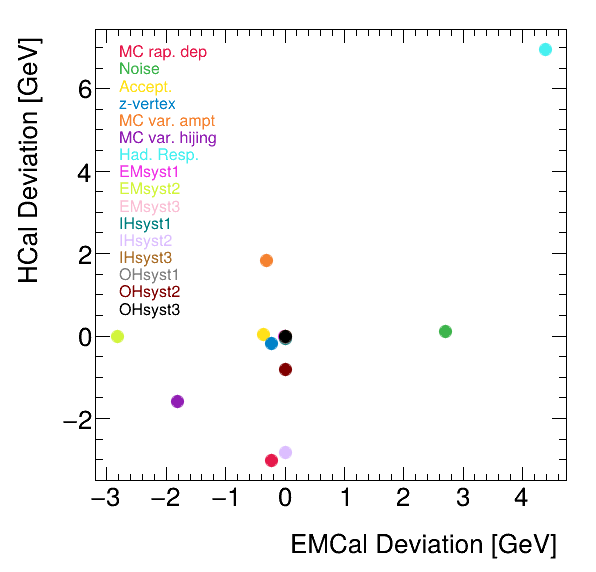 HCal Deviation [GeV]
MC rap. dep
Noise
Accept.
z-vertex
MC var. ampt
MC var. hijing
Had. Resp.
EMsyst1
EMsyst2
EMsyst3
IHsyst1
IHsyst2
IHsyst3
OHsyst1
OHsyst2
OHsyst3
6
4
2
0
−2
−3 −2 −1 0 1 2 3 4
EMCal Deviation [GeV]